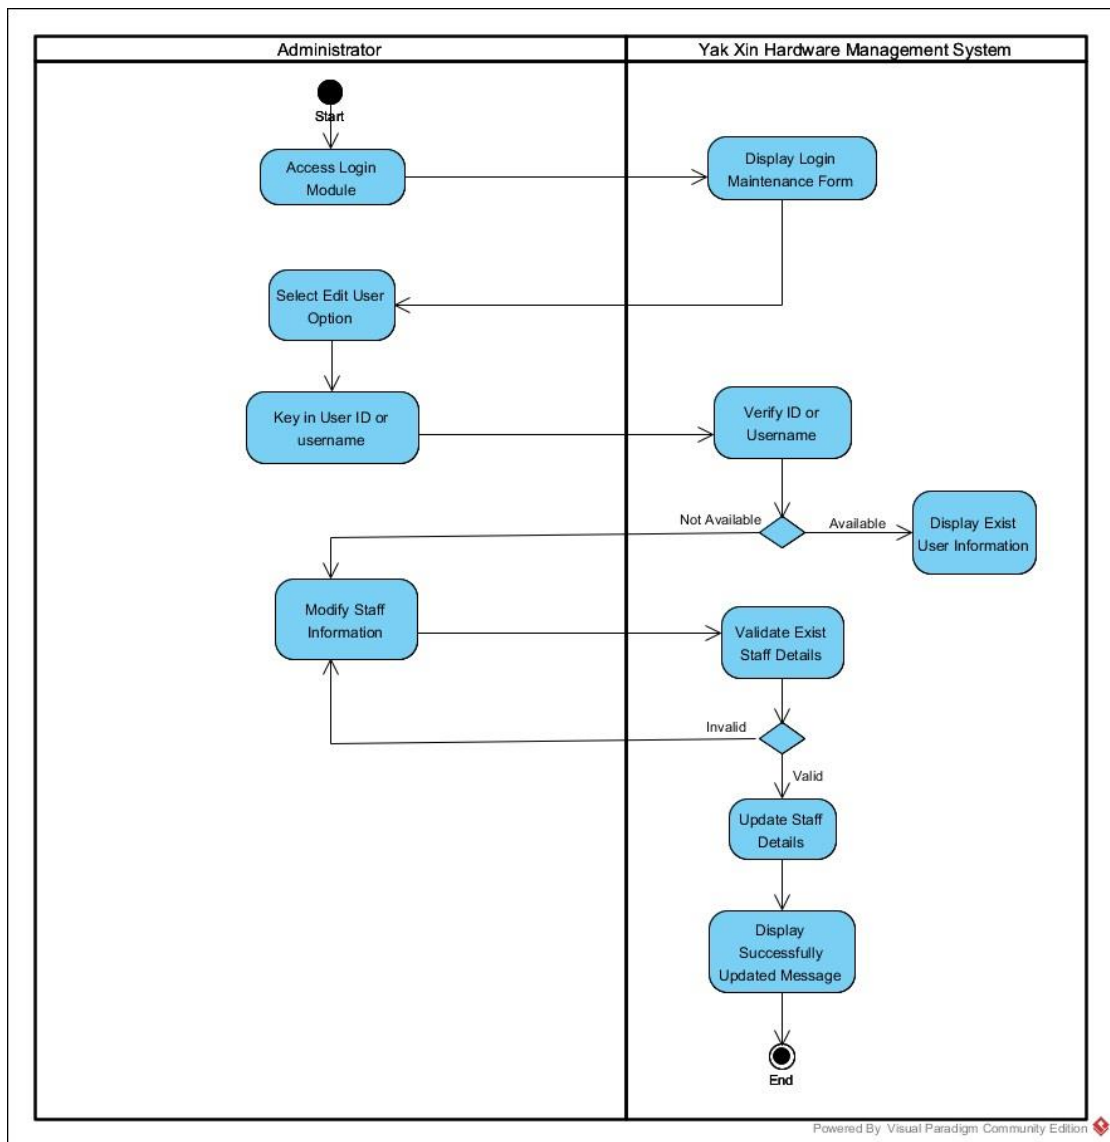 Administrator
Yak Xin Hardware Management System
Start
Access Login
Module
Display Login
Maintenance Form
Select Edit User
Option
Key in User ID or
username
Verify ID or
Username
Not Available
Available
Display Exist
User Information
Modify Staff
Information
Validate Exist
Staff Details
Invalid
Valid
Update Staff
Details
Display
Successfully
Updated Message
End
Powered By Visual Paradigm Community Edition